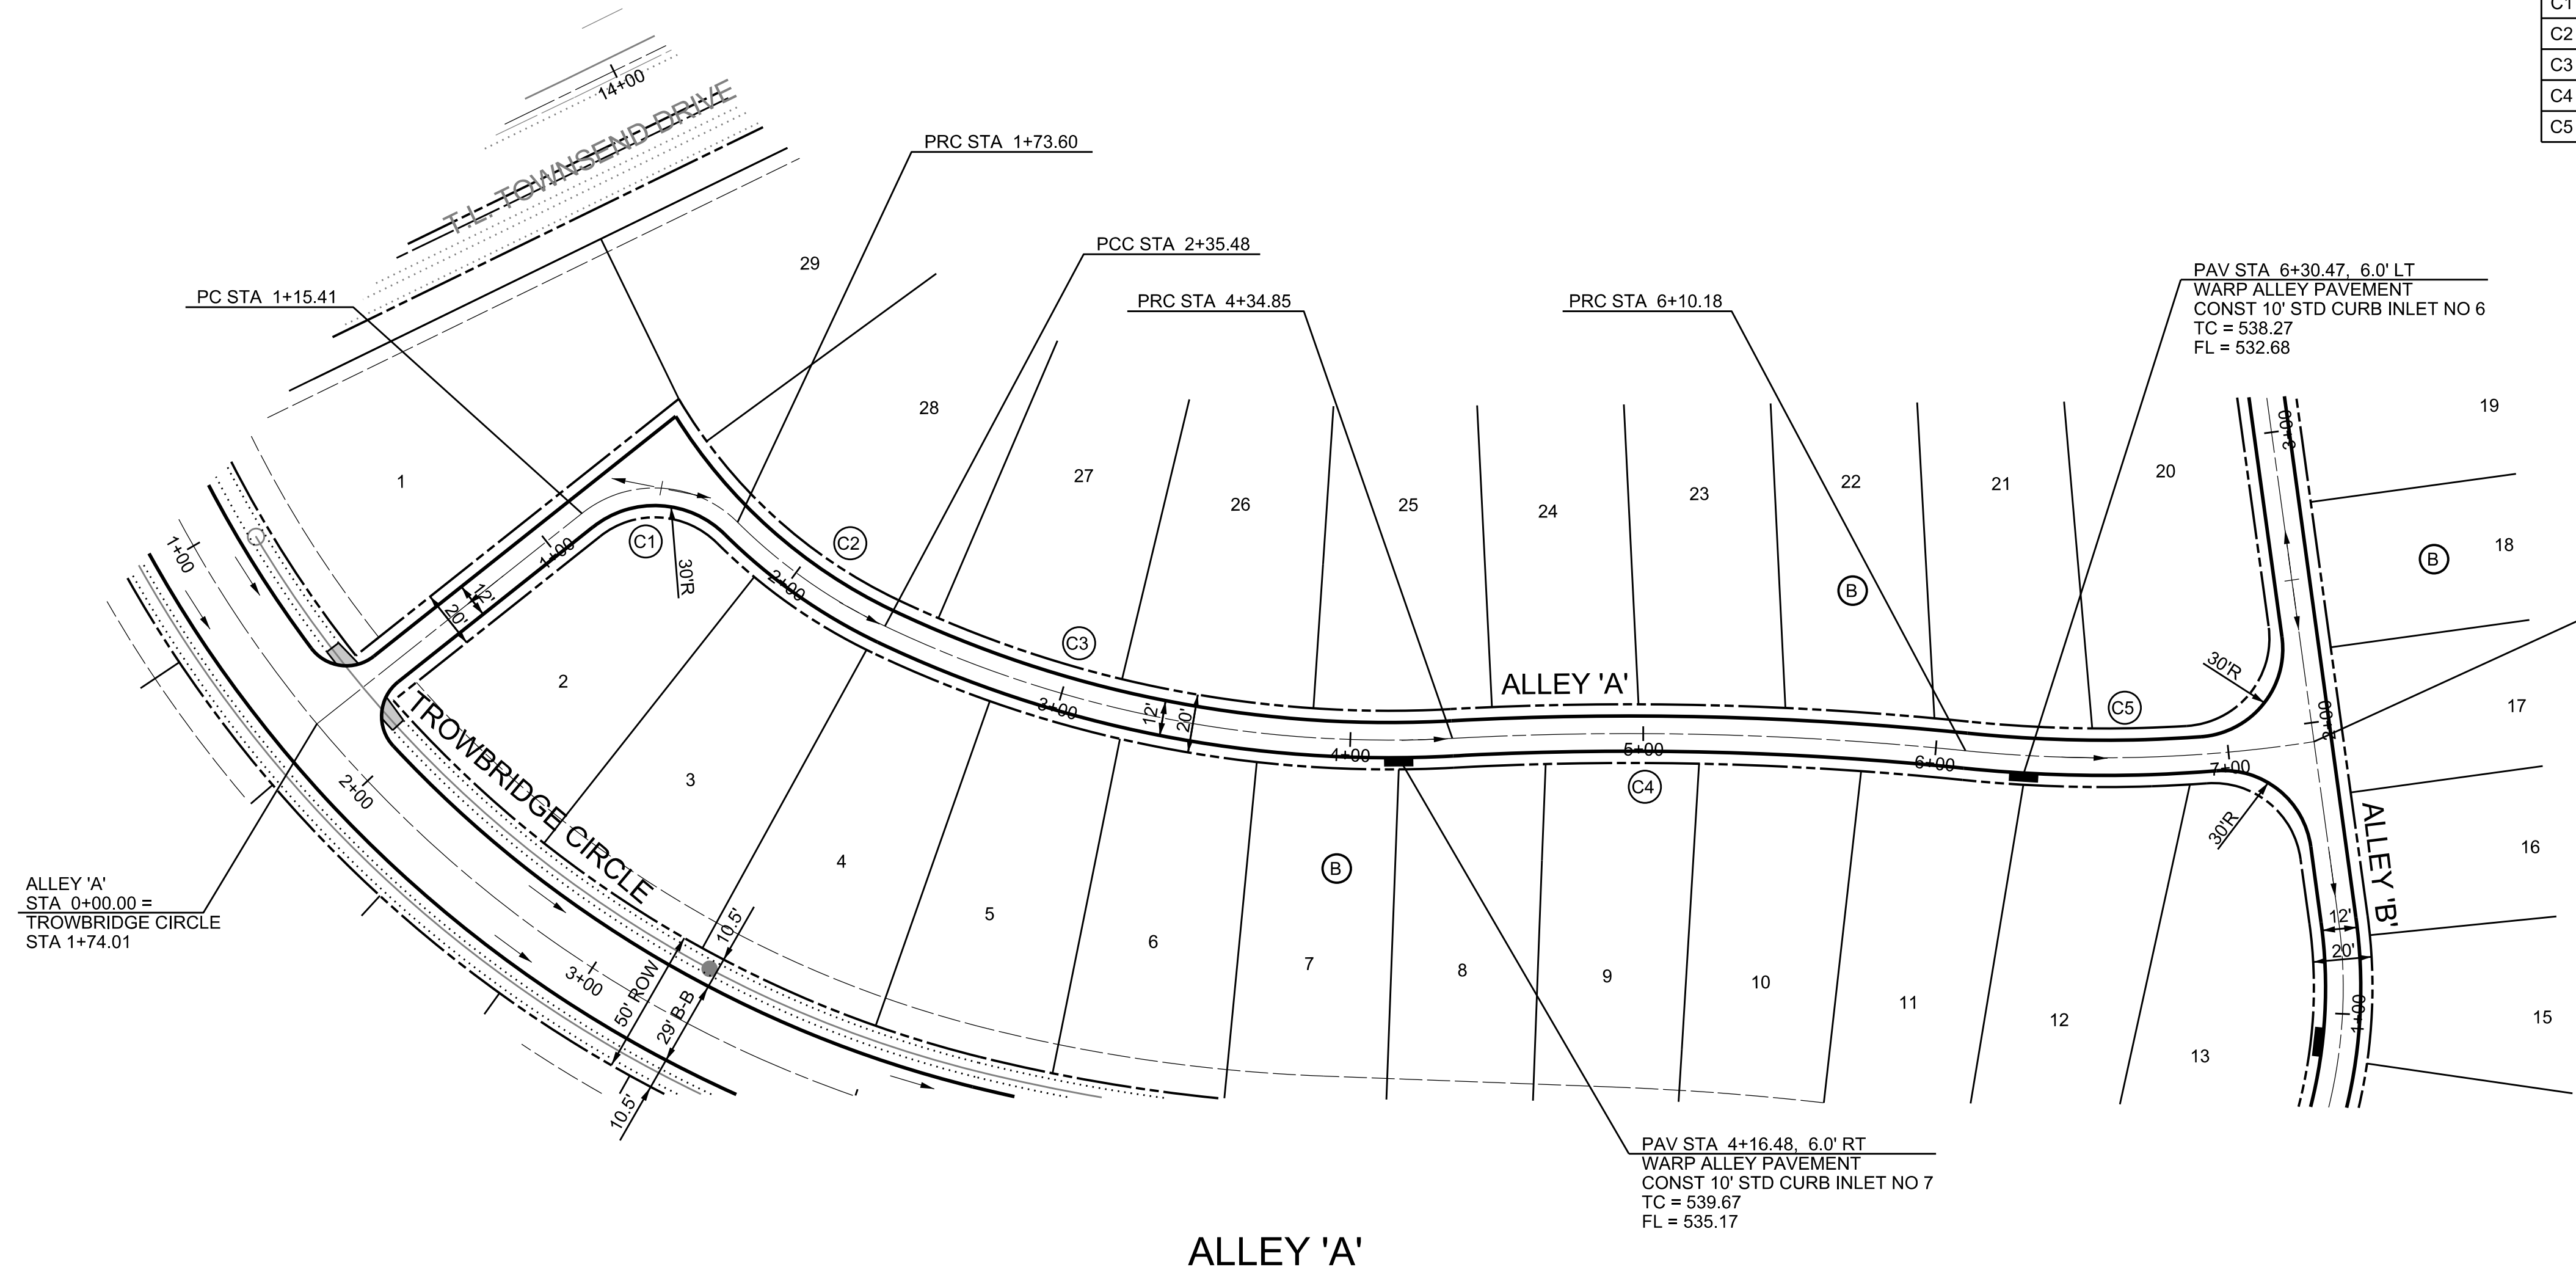 C1
C2
C3
C4
C5
14+00
T.L. TOWNSEND DRIVE
PRC STA 1+73.60
PCC STA 2+35.48
PC STA 1+15.41
PRC STA 4+34.85
PRC STA 6+10.18
PAV STA 6+30.47, 6.0' LT
WARP ALLEY PAVEMENT
CONST 10' STD CURB INLET NO 6
TC = 538.27
FL = 532.68
29
28
27
26
25
24
23
22
21
20
19
18
17
16
15
1
2
3
4
5
6
7
8
9
10
11
12
13
C1
C2
C3
C4
C5
B
B
B
30'R
30'R
30'R
12'
20'
12'
20'
12'
20'
1+00
2+00
3+00
4+00
5+00
6+00
7+00
ALLEY 'A'
3+00
2+00
1+00
ALLEY 'B'
1+00
2+00
3+00
TROWBRIDGE CIRCLE
50' ROW
29' B-B
10.5'
10.5'
ALLEY 'A'
STA 0+00.00 =
TROWBRIDGE CIRCLE
STA 1+74.01
PAV STA 4+16.48, 6.0' RT
WARP ALLEY PAVEMENT
CONST 10' STD CURB INLET NO 7
TC = 539.67
FL = 535.17
ALLEY 'A'